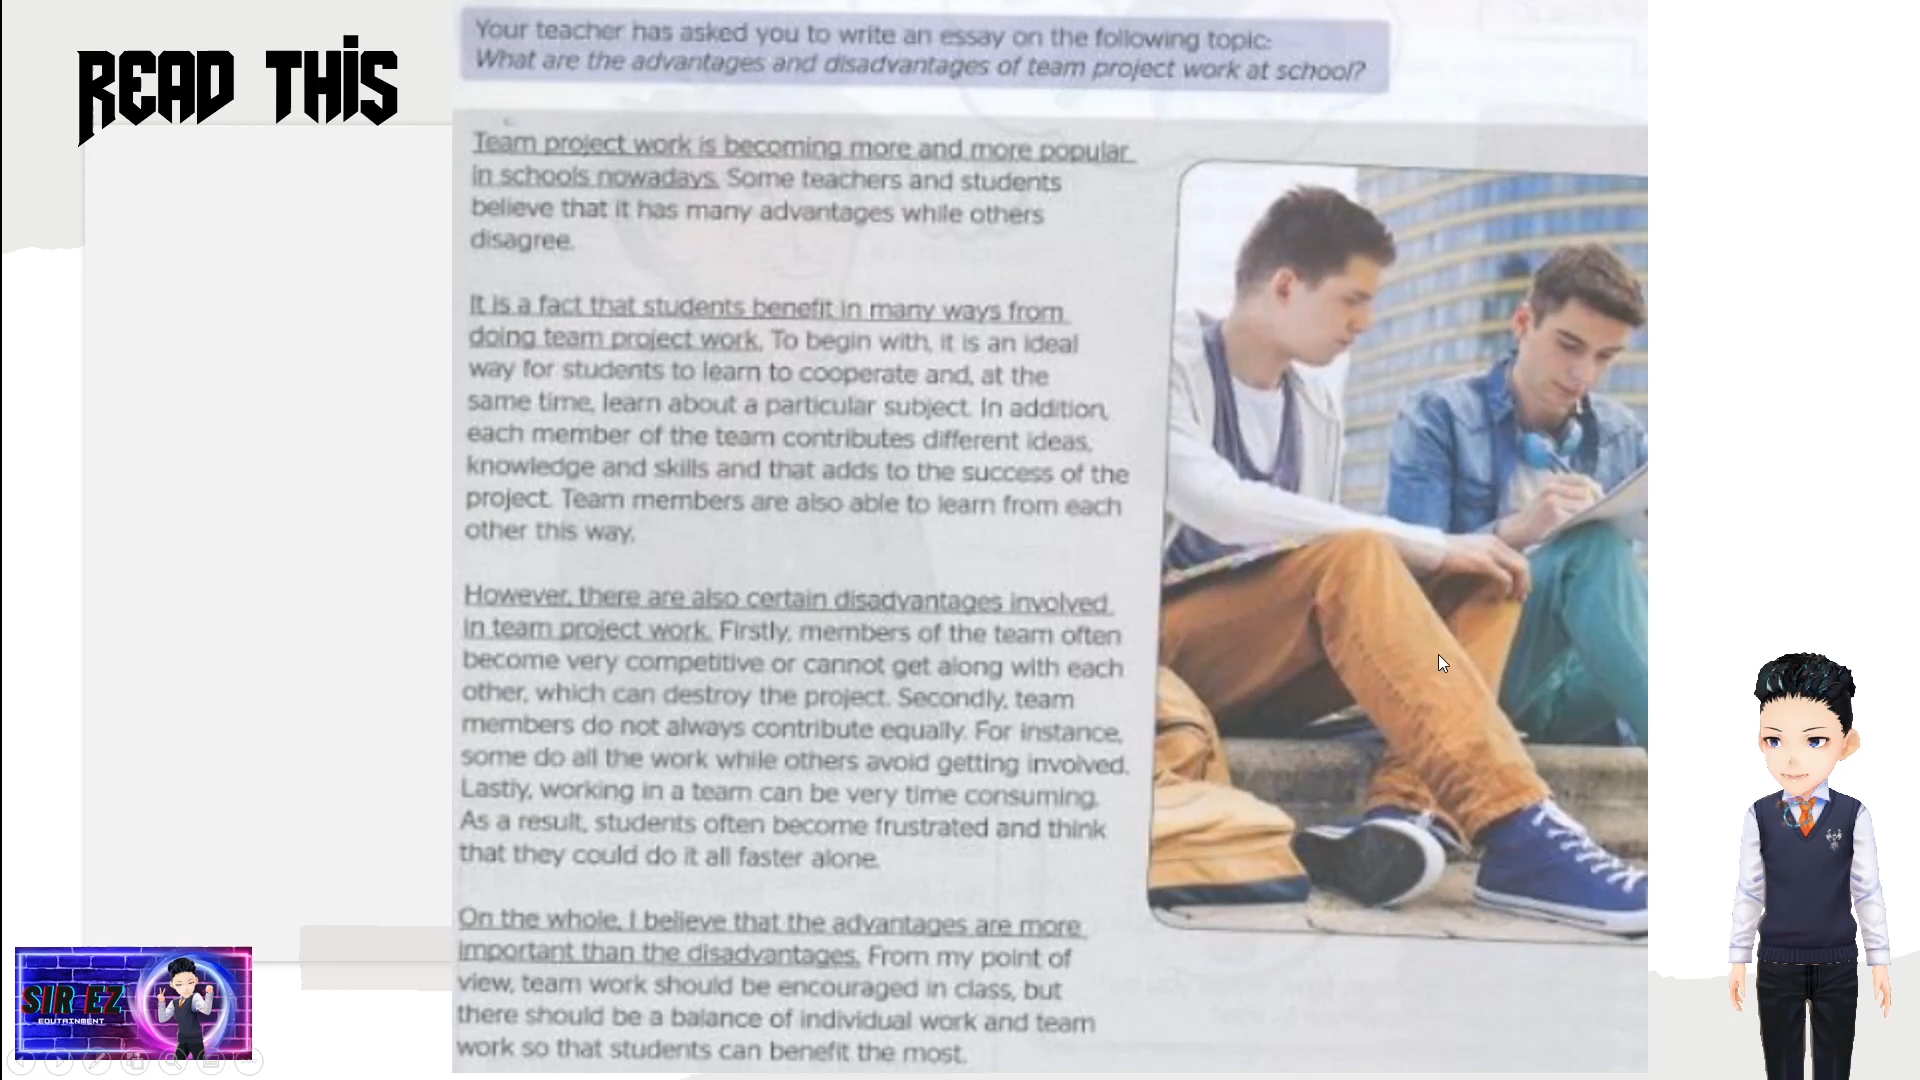 READ THIS
Your teacher has asked you to write an essay on the following topic:
What are the advantages and disadvantages of team project work at school?
Team project work is becoming more and more popular
in schools nowadays. Some teachers and students
believe that it has many advantages while others
disagree.
It is a fact that students benefit in many ways from
doing team project work. To begin with, it is an ideal
way for students to learn to cooperate and, at the
same time, learn about a particular subject. In addition,
each member of the team contributes different ideas,
knowledge and skills and that adds to the success of the
project. Team members are also able to learn from each
other this way.
However, there are also certain disadvantages involved
in team project work. Firstly, members of the team often
become very competitive or cannot get along with each
other, which can destroy the project. Secondly, team
members do not always contribute equally. For instance,
some do all the work while others avoid getting involved.
Lastly, working in a team can be very time consuming.
As a result, students often become frustrated and think
that they could do it all faster alone.
On the whole, I believe that the advantages are more
important than the disadvantages. From my point of
view, team work should be encouraged in class, but
there should be a balance of individual work and team
work so that students can benefit the most.
SIR EZ
EDUTAINMENT